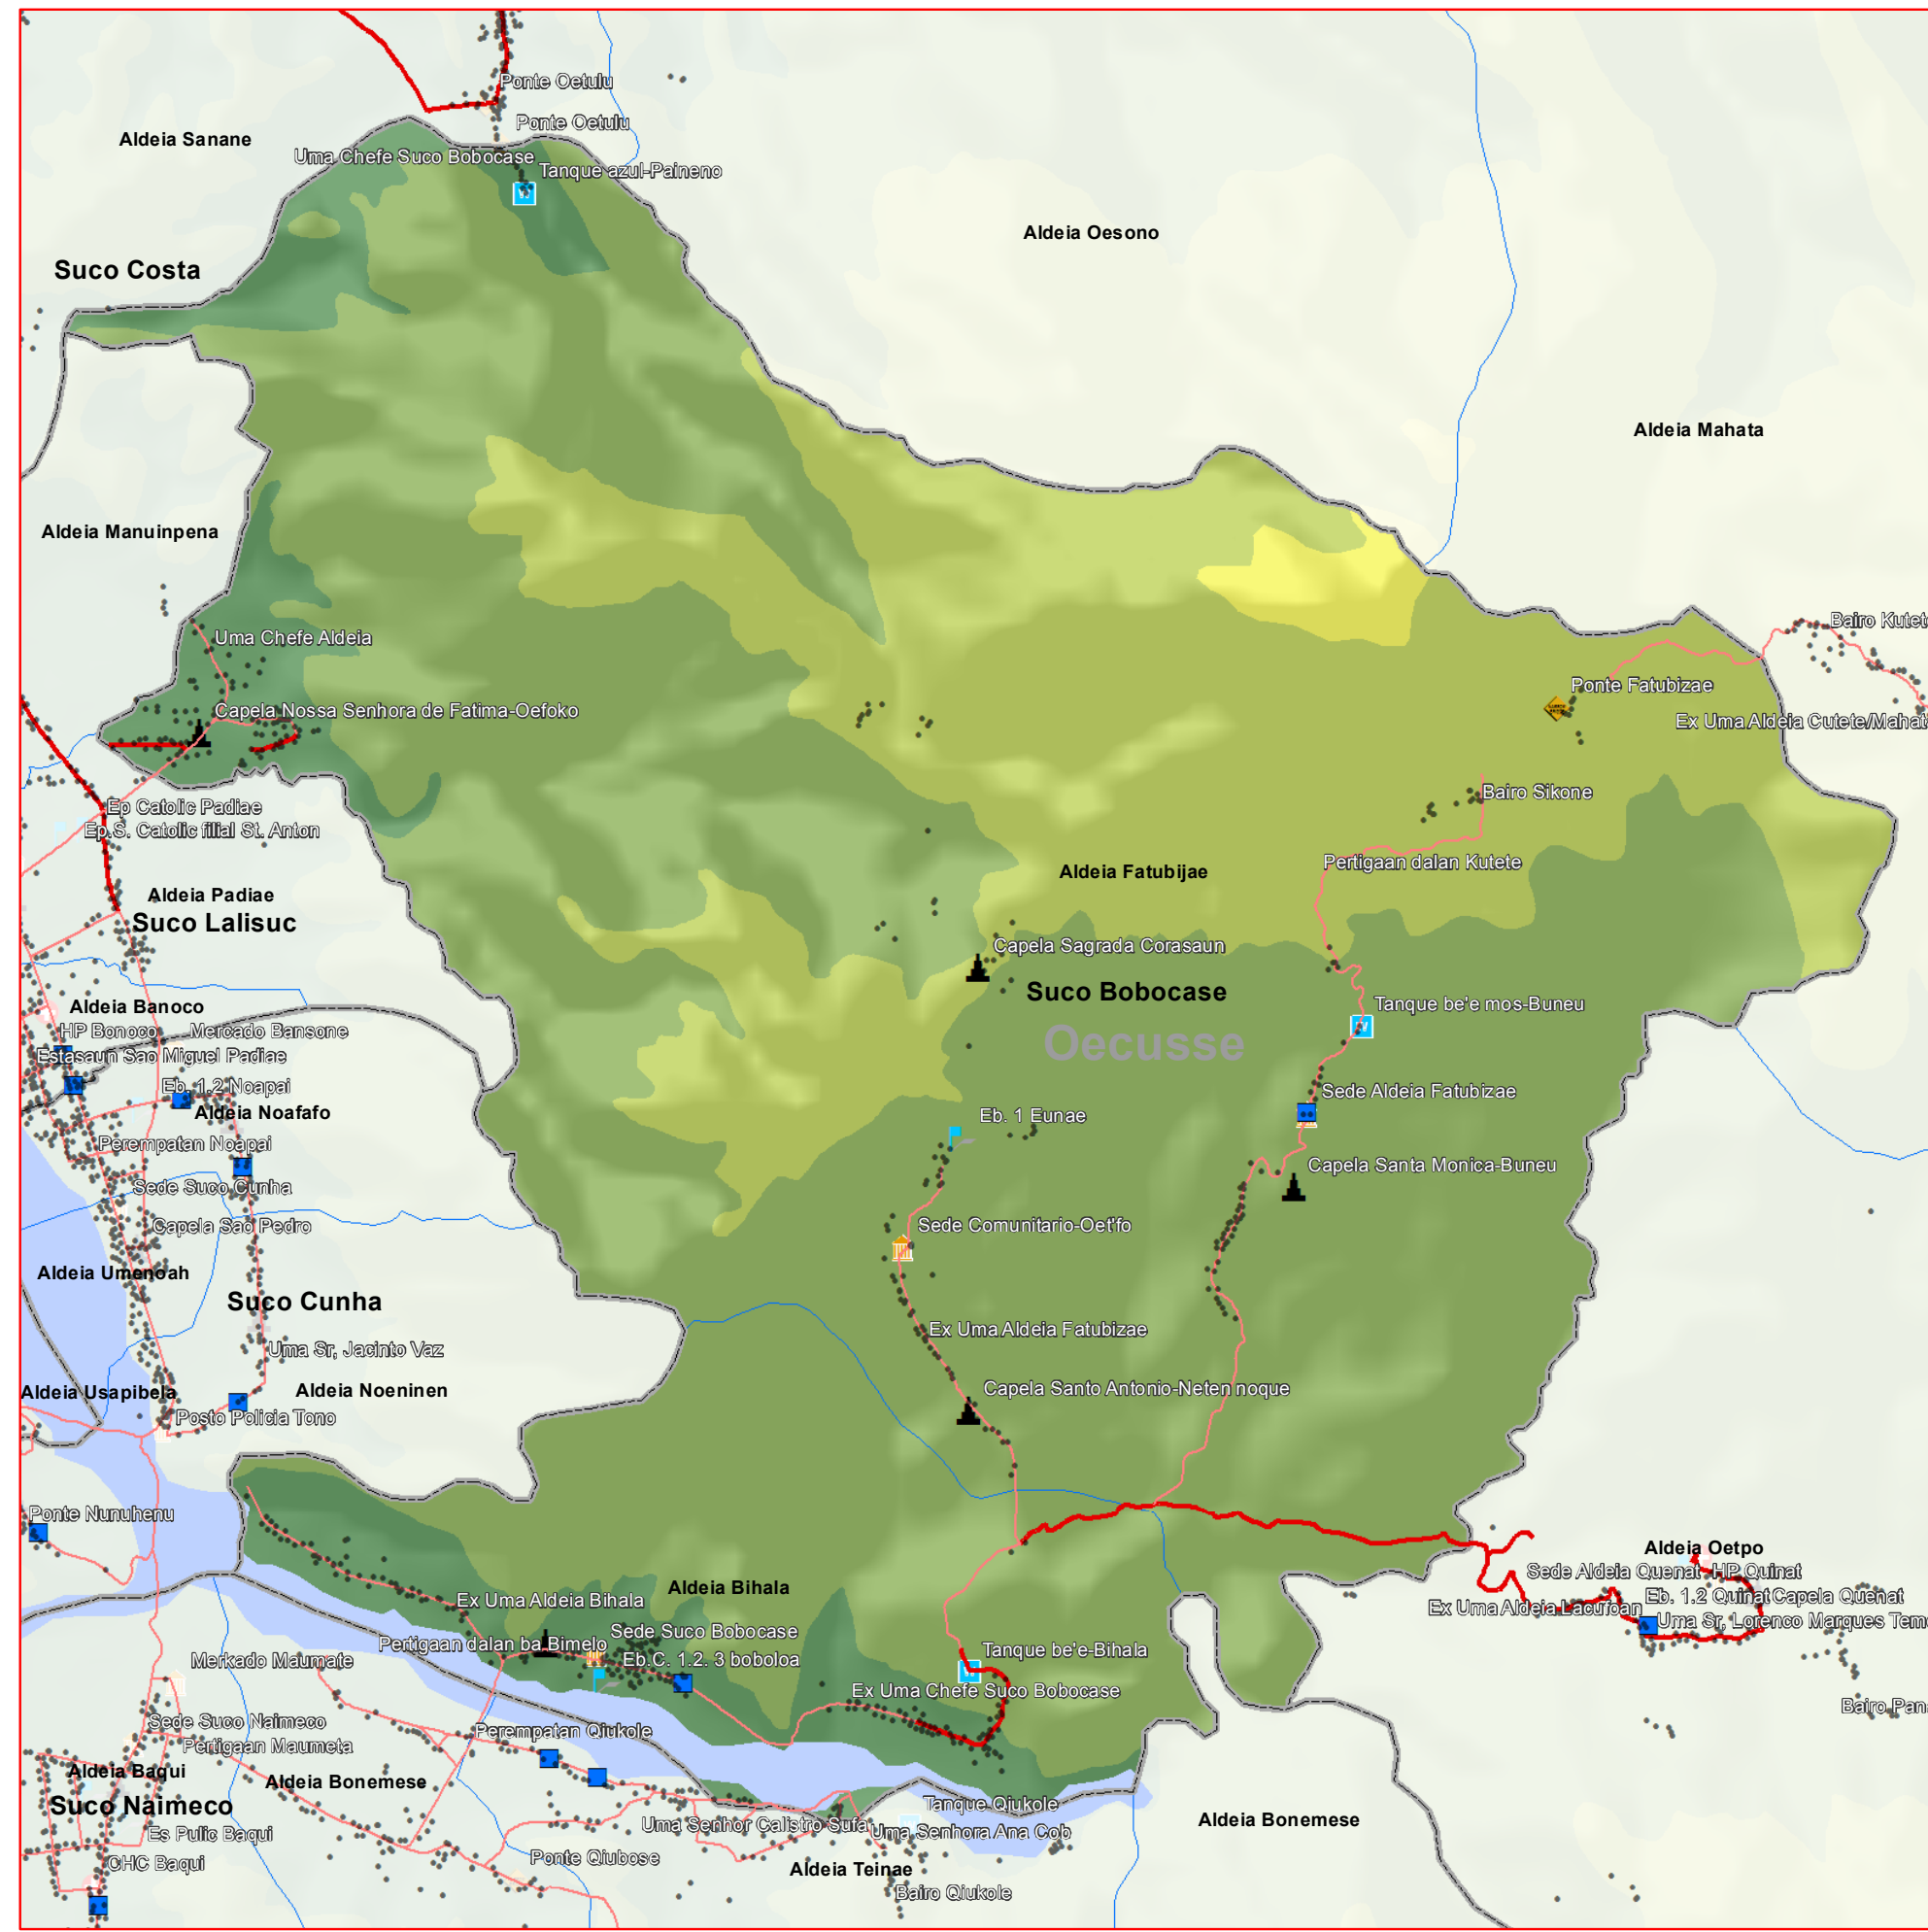 Ponte Oetulu
Ponte Oetulu
Aldeia Sanane
Uma Chefe Suco Bobocase
Tanque azul-Paineno
Aldeia Oesono
Suco Costa
Aldeia Mahata
Aldeia Manuinpena
Bairo Kutete
Uma Chefe Aldeia
Ponte Fatubizae
Capela Nossa Senhora de Fatima-Oefoko
Ex Uma Aldeia Cutete/Mahat
Bairo Sikone
Ep Catolic Padiae
Ep.S. Catolic filial St. Anton
Pertigaan dalan Kutete
Aldeia Fatubijae
Aldeia Padiae
Suco Lalisuc
Capela Sagrada Corasaun
Suco Bobocase
Tanque be'e mos-Buneu
Aldeia Banoco
HP Bonoco
Mercado Bansone
Oecusse
Estasaun Sao Miguel Padiae
Eb. 1.2 Noapai
Sede Aldeia Fatubizae
Aldeia Noafafo
Eb. 1 Eunae
Perempatan Noapai
Capela Santa Monica-Buneu
Sede Suco Cunha
Capela Sao Pedro
Sede Comunitario-Oet'fo
Aldeia Umenoah
Suco Cunha
Ex Uma Aldeia Fatubizae
Uma Sr, Jacinto Vaz
Aldeia Usapibela
Aldeia Noeninen
Capela Santo Antonio-Neten noque
Posto Policia Tono
Ponte Nunuhenu
Aldeia Oetpo
Sede Aldeia Quenat
HP Quinat
Aldeia Bihala
Ex Uma Aldeia Bihala
Eb. 1.2 Quinat
Capela Quenat
Ex Uma Aldeia Lacufoan
Uma Sr, Lorenco Marques Tem
Sede Suco Bobocase
Pertigaan dalan ba Bimelo
Tanque be'e-Bihala
Eb.C. 1.2. 3 boboloa
Merkado Maumate
Ex Uma Chefe Suco Bobocase
Bairo Pan
Sede Suco Naimeco
Perempatan Qiukole
Pertigaan Maumeta
Aldeia Baqui
Aldeia Bonemese
Suco Naimeco
Tanque Qiukole
Aldeia Bonemese
Uma Senhor Calistro Sufa
Uma Senhora Ana Cob
Es Pulic Baqui
Ponte Qiubose
CHC Baqui
Aldeia Teinae
Bairo Qiukole